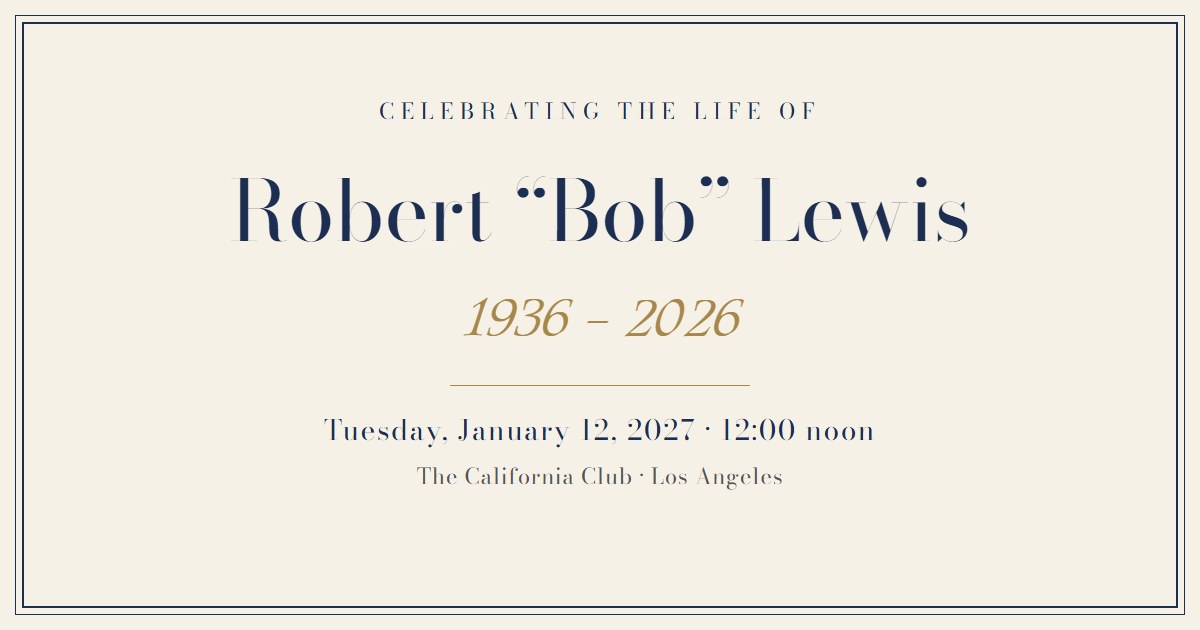 CELEBRATING THE LIFE OF
Robert “Bob” Lewis
1936 – 2026
Tuesday, January 12, 2027 · 12:00 noon
The California Club · Los Angeles